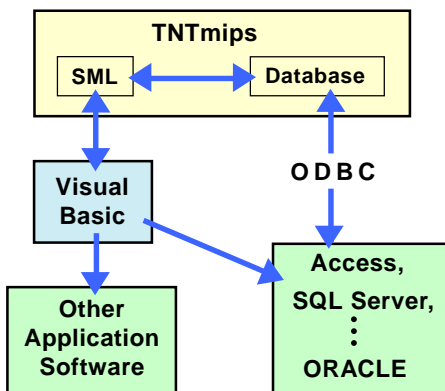 TNTmips
SML
Database
O D B C
Visual
Basic
Access,
SQL Server,
ORACLE
Other
Application
Software